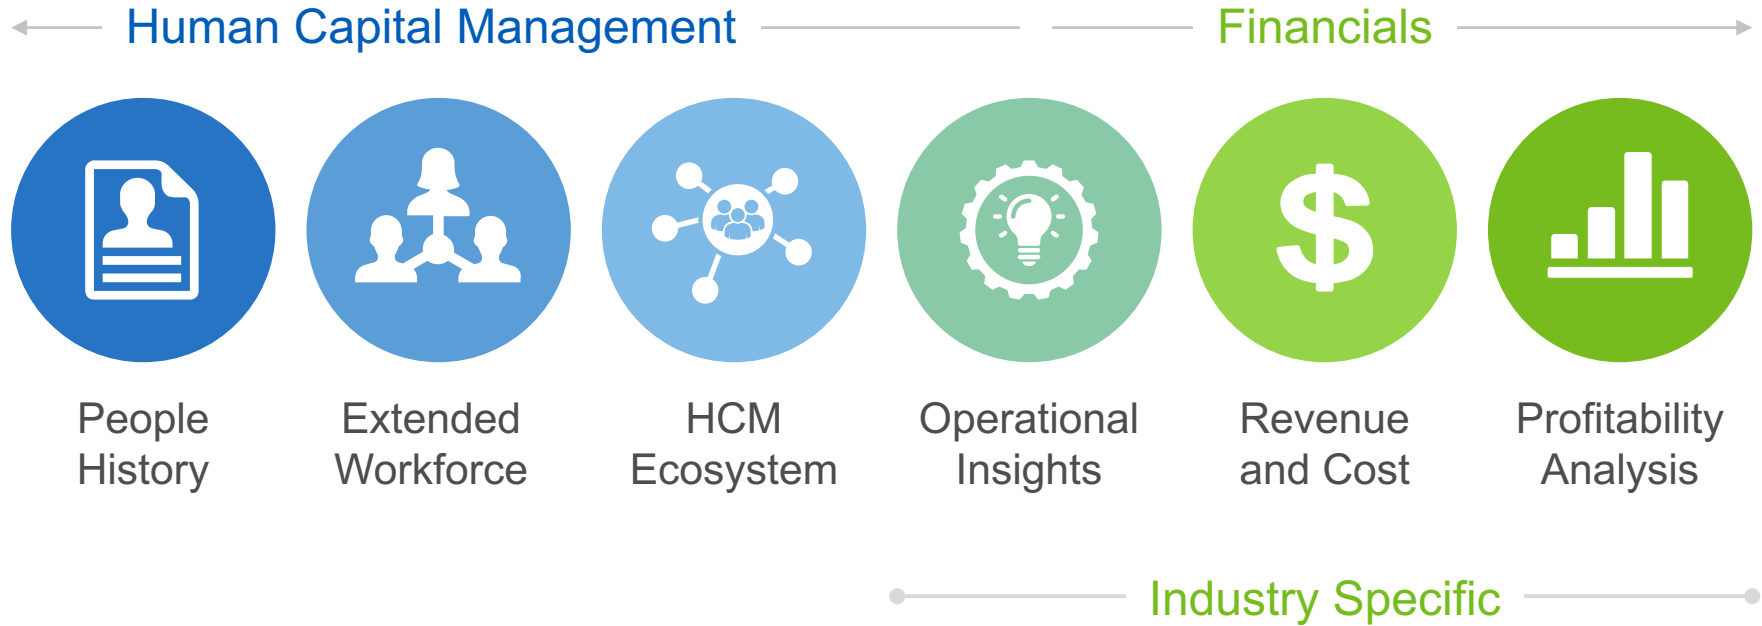 Human Capital Management
Financials
$
People
History
Extended
Workforce
HCM
Ecosystem
Operational
Insights
Revenue
and Cost
Profitability
Analysis
Industry Specific